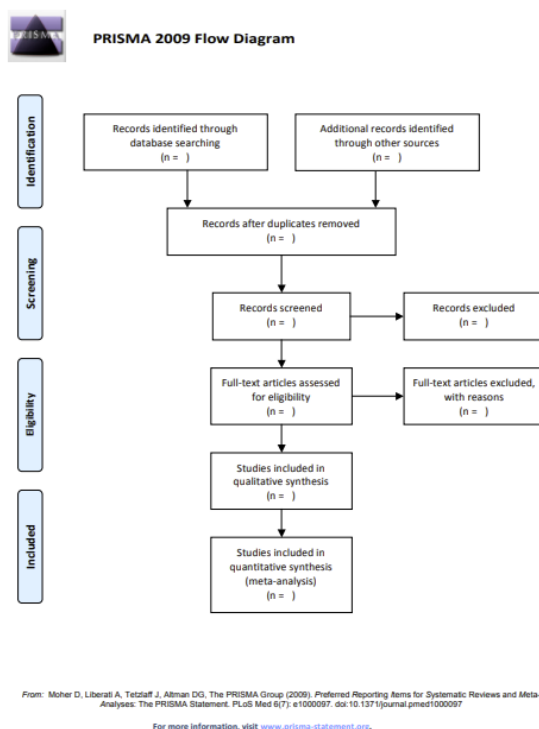 PRISMA
PRISMA 2009 Flow Diagram
Identification
Records identified through
database searching
(n =   )
Additional records identified
through other sources
(n =   )
Records after duplicates removed
(n =   )
Screening
Records screened
(n =   )
Records excluded
(n =   )
Eligibility
Full-text articles assessed
for eligibility
(n =   )
Full-text articles excluded,
with reasons
(n =   )
Studies included in
qualitative synthesis
(n =   )
Included
Studies included in
quantitative synthesis
(meta-analysis)
(n =   )
From: Moher D, Liberati A, Tetzlaff J, Altman DG, The PRISMA Group (2009). Preferred Reporting Items for Systematic Reviews and Meta-
Analyses: The PRISMA Statement. PLoS Med 6(7): e1000097. doi:10.1371/journal.pmed1000097
For more information, visit www.prisma-statement.org.